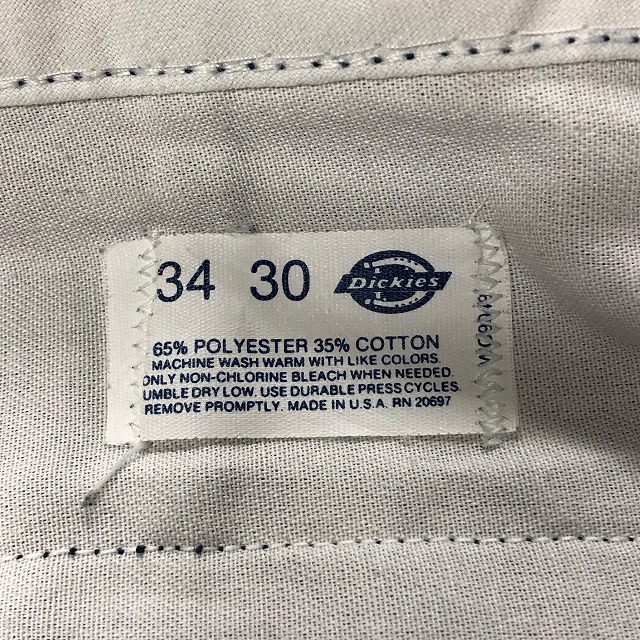 34 30 Dickies
65% POLYESTER 35% COTTON
MACHINE WASH WARM WITH LIKE COLORS.
ONLY NON-CHLORINE BLEACH WHEN NEEDED.
UMBLE DRY LOW. USE DURABLE PRESS CYCLES.
REMOVE PROMPTLY. MADE IN U.S.A. RN 20697